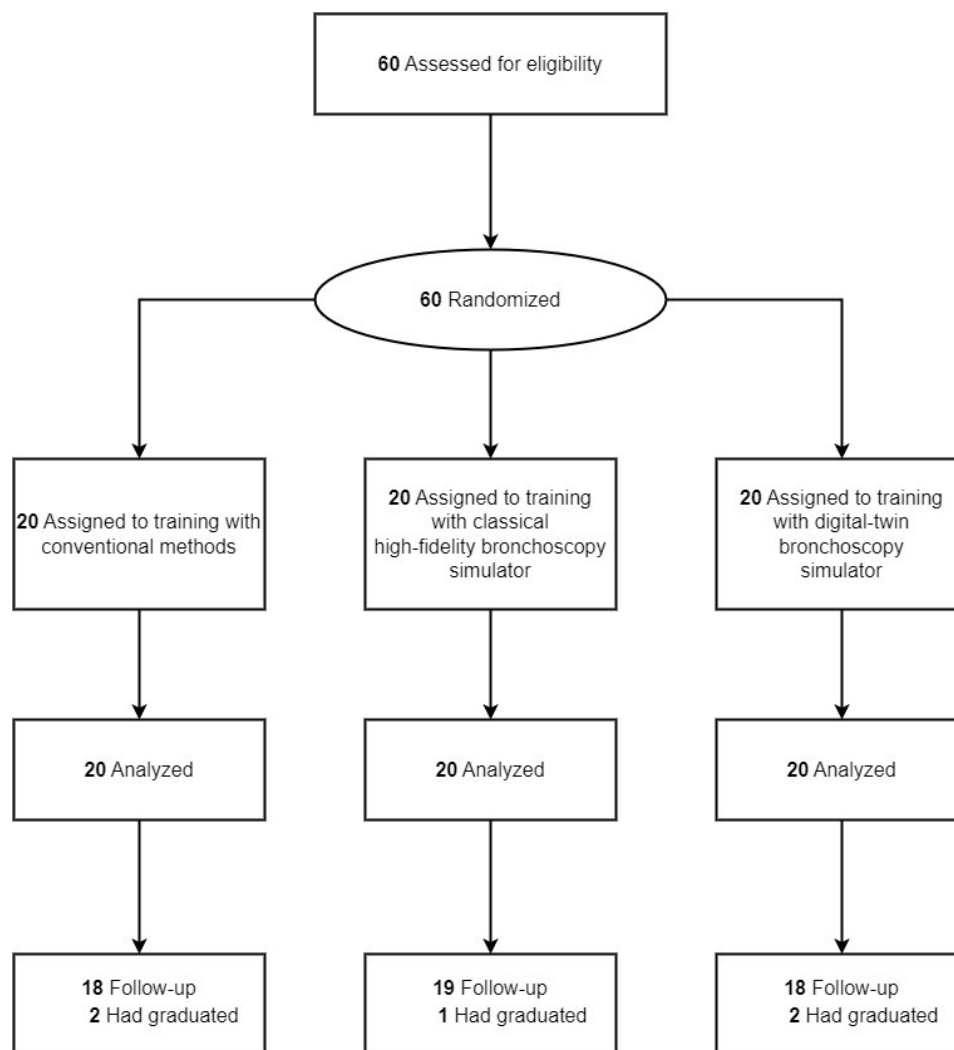 60 Assessed for eligibility
60 Randomized
20 Assigned to training with
conventional methods
20 Assigned to training
with classical
high-fidelity bronchoscopy
simulator
20 Assigned to training
with digital-twin
bronchoscopy
simulator
20 Analyzed
20 Analyzed
20 Analyzed
18 Follow-up
2 Had graduated
19 Follow-up
1 Had graduated
18 Follow-up
2 Had graduated